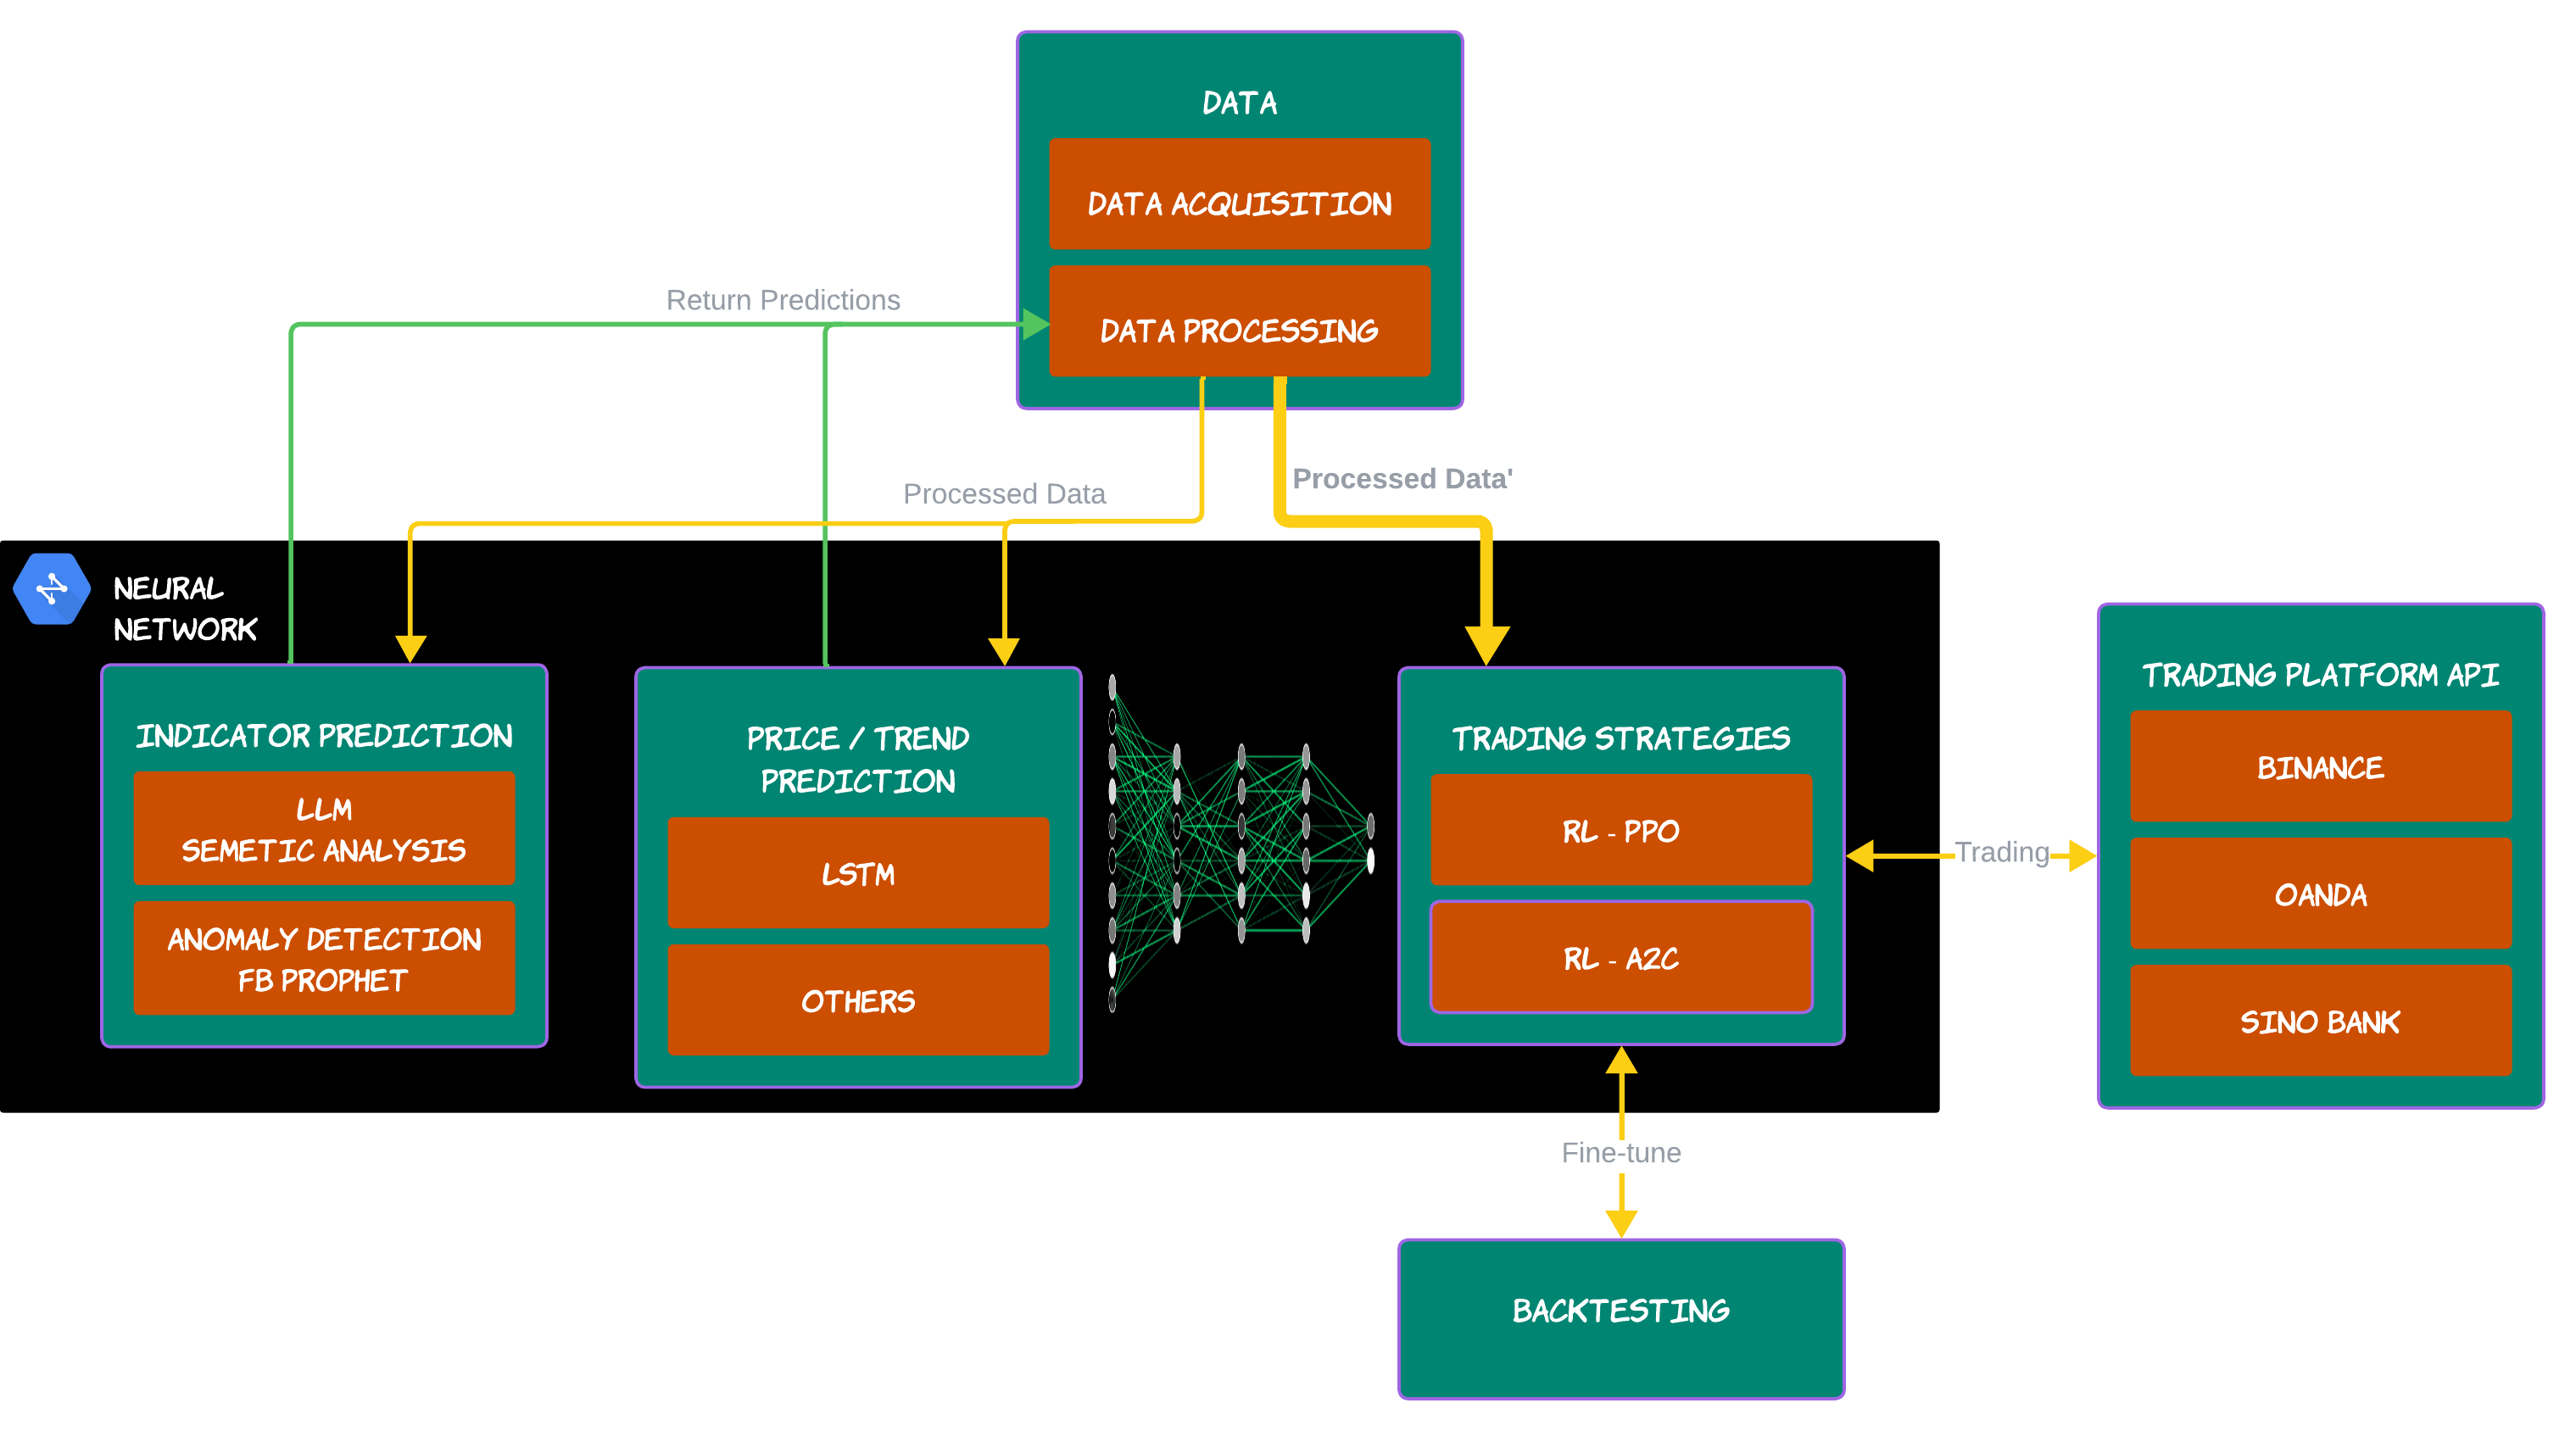 DATA
DATA ACQUISITION
DATA PROCESSING
Return Predictions
Processed Data
Processed Data'
NEURAL
NETWORK
INDICATOR PREDICTION
LLM
SEMETIC ANALYSIS
ANOMALY DETECTION
FB PROPHET
PRICE / TREND
PREDICTION
LSTM
OTHERS
TRADING STRATEGIES
RL - PPO
RL - A2C
Trading
TRADING PLATFORM API
BINANCE
OANDA
SINO BANK
Fine-tune
BACKTESTING